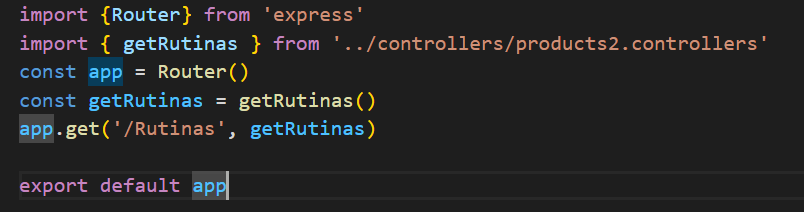 import {Router} from 'express'
import { getRutinas } from '../controllers/products2.controllers'
const app = Router()
const getRutinas = getRutinas()
app.get('/Rutinas', getRutinas)
export default app